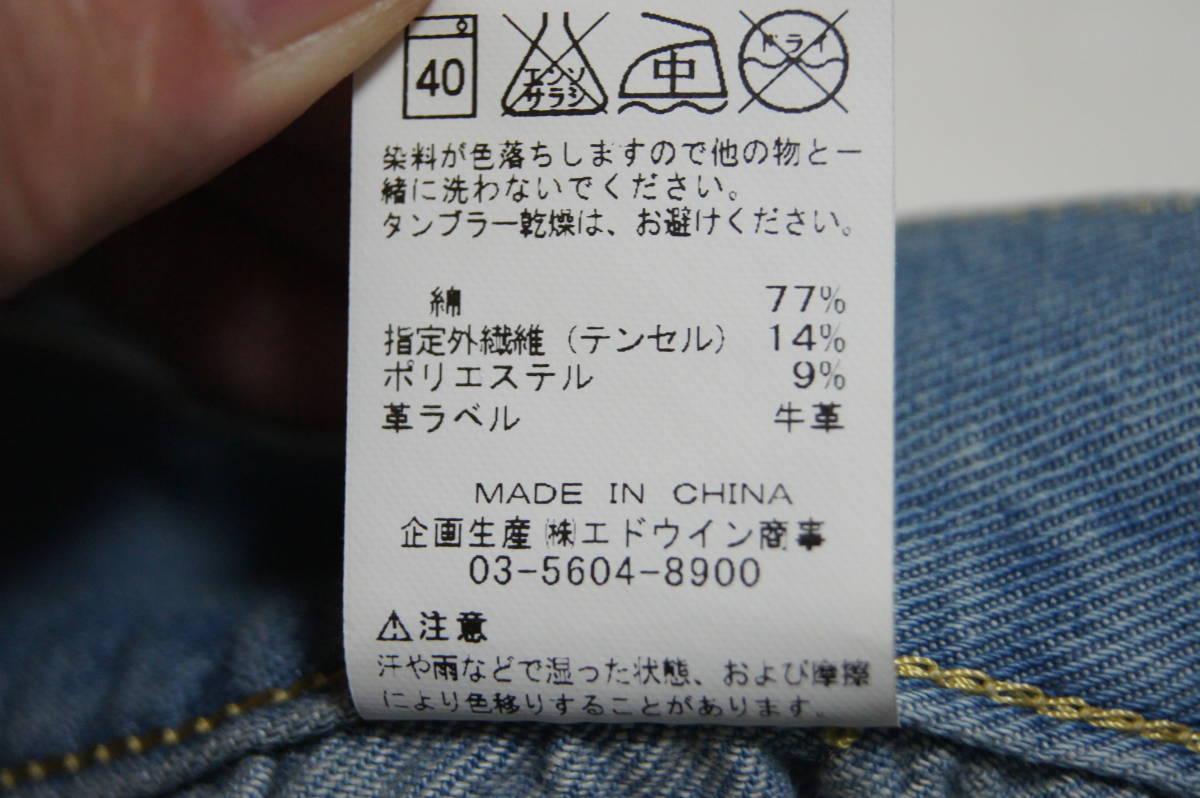 40
エンソ
サラシ
中
ドライ
染料が色落ちしますので他の物と一
緒に洗わないでください。
タンブラー乾燥は、お避けください。
綿 77%
指定外繊維（テンセル） 14%
ポリエステル 9%
革ラベル 牛革
MADE IN CHINA
企画生産㈱エドウイン商事
03-5604-8900
⚠注意
汗や雨などで湿った状態、および摩擦
により色移りすることがあります。